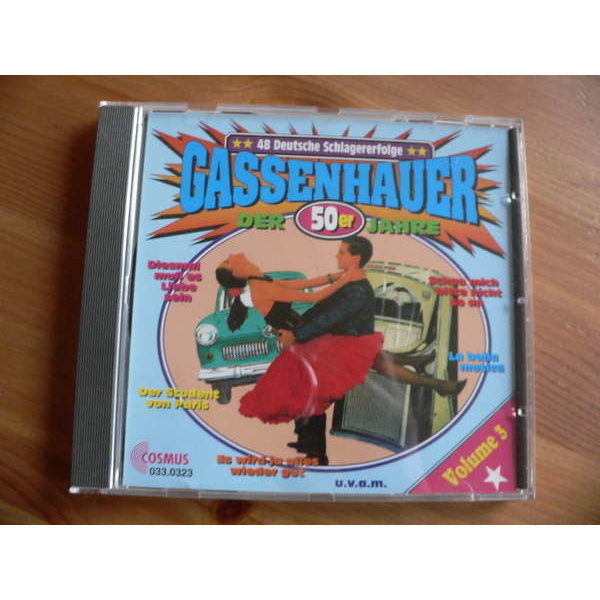 ★★ 48 Deutsche Schlagererfolge ★★
GASSENHAUER
DER 50er JAHRE
Diesmal
muß es
Liebe
sein
Schau mich
bitte nicht
so an
La bella
musica
Der Student
von Paris
Es wird ja alles
wieder gut
u.v.a.m.
Volume 3
COSMUS
033.0323